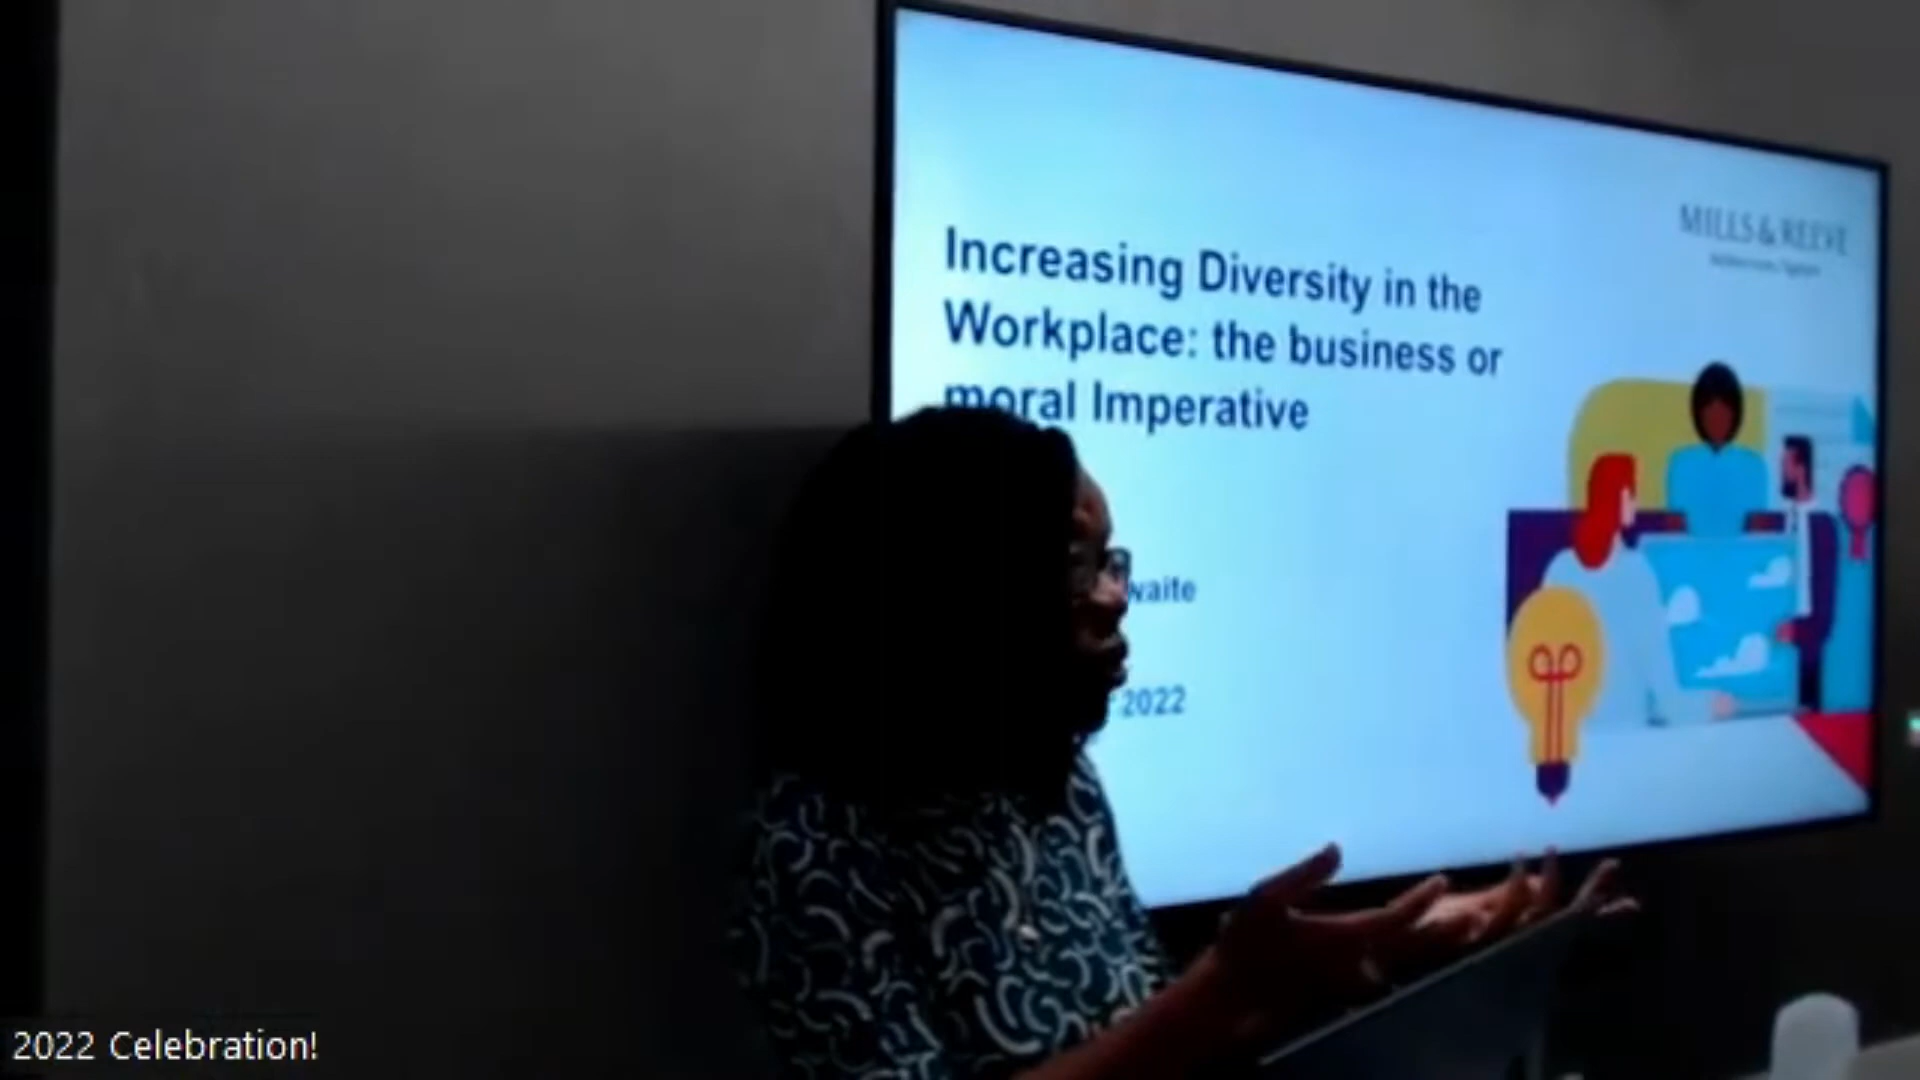 MILLS & REEVE
Increasing Diversity in the
Workplace: the business or
moral Imperative
waite
2022
2022 Celebration!